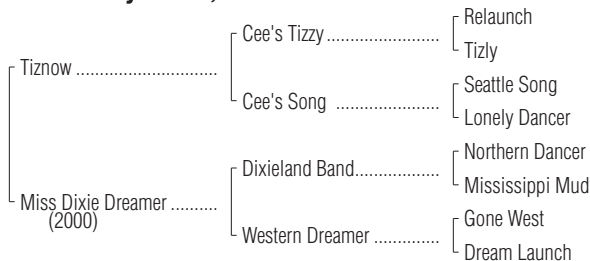 Relaunch
Cee's Tizzy ........................
Tizly
Tiznow .............................
Seattle Song
Cee's Song ......................
Lonely Dancer
Northern Dancer
Dixieland Band..................
Mississippi Mud
Miss Dixie Dreamer ..........
(2000)
Gone West
Western Dreamer ..............
Dream Launch